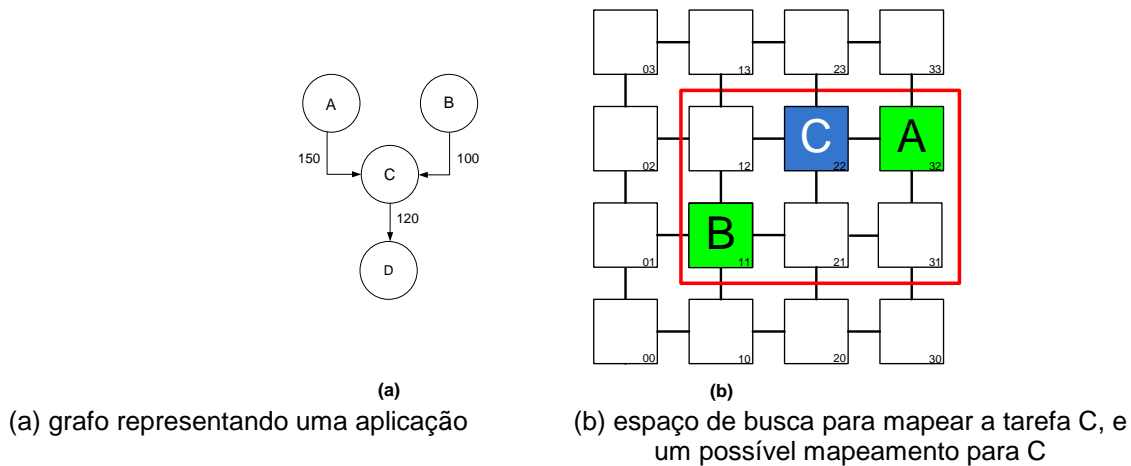 A
B
150
100
C
120
D
(a)
03
13
23
33
02
12
C
22
A
32
01
B
11
21
31
00
10
20
30
(b)
(a) grafo representando uma aplicação
(b) espaço de busca para mapear a tarefa C, e
um possível mapeamento para C